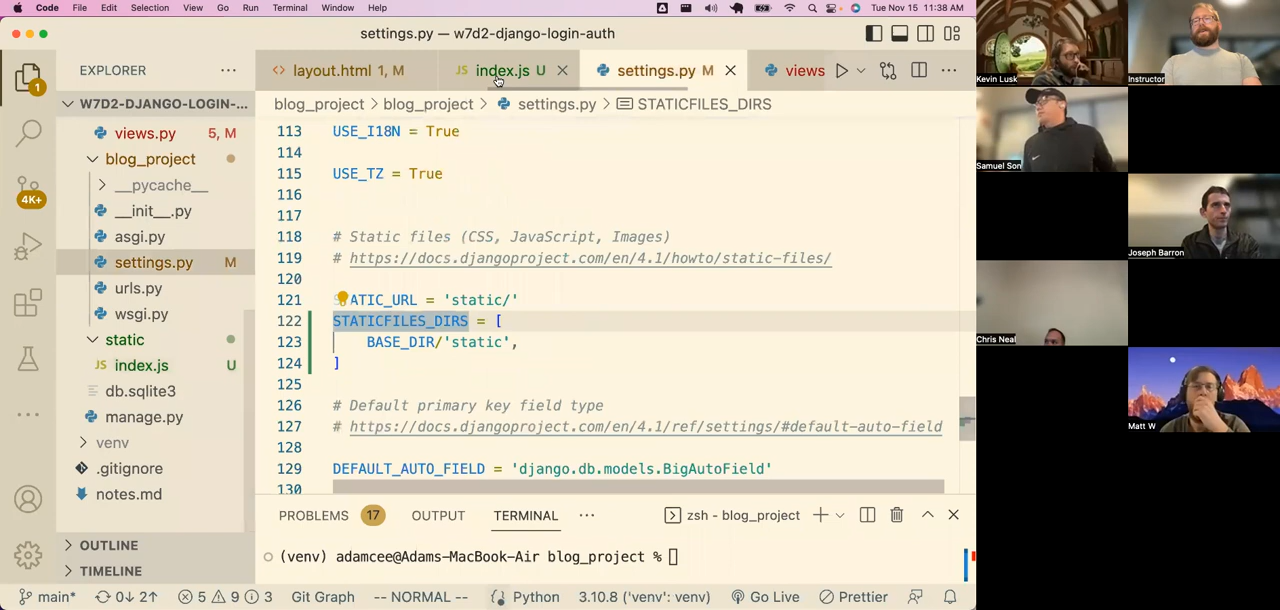 Code File Edit Selection View Go Run Terminal Window Help Tue Nov 15 11:38 AM
settings.py — w7d2-django-login-auth
EXPLORER
layout.html 1, M
JS index.js U
settings.py M
views
1
W7D2-DJANGO-LOGIN-...
blog_project > blog_project > settings.py > STATICFILES_DIRS
views.py 5, M
blog_project
__pycache__
__init__.py
asgi.py
settings.py M
urls.py
wsgi.py
static
JS index.js U
db.sqlite3
manage.py
venv
.gitignore
notes.md
OUTLINE
TIMELINE
4K+
113 USE_I18N = True
114
115 USE_TZ = True
116
117
118 # Static files (CSS, JavaScript, Images)
119 # https://docs.djangoproject.com/en/4.1/howto/static-files/
120
121 STATIC_URL = 'static/'
122 STATICFILES_DIRS = [
123 BASE_DIR/'static',
124 ]
125
126 # Default primary key field type
127 # https://docs.djangoproject.com/en/4.1/ref/settings/#default-auto-field
128
129 DEFAULT_AUTO_FIELD = 'django.db.models.BigAutoField'
130
PROBLEMS 17 OUTPUT TERMINAL ··· zsh - blog_project
(venv) adamcee@Adams-MacBook-Air blog_project %
main* 0↓ 2↑ 5 9 3 Git Graph -- NORMAL -- Python 3.10.8 ('venv': venv) Go Live Prettier
Kevin Lusk
Instructor
Samuel Son
Joseph Barron
Chris Neal
Matt W